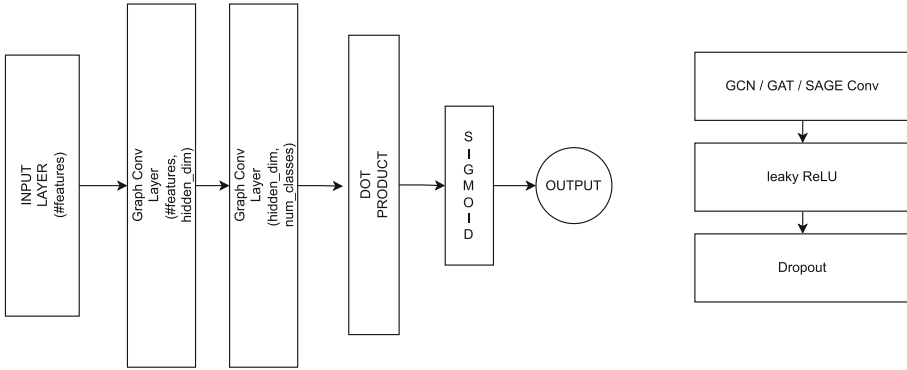 INPUT
LAYER
(#features)
Graph Conv
Layer
(#features,
hidden_dim)
Graph Conv
Layer
(hidden_dim,
num_classes)
DOT
PRODUCT
SIGMOID
OUTPUT
GCN / GAT / SAGE Conv
leaky ReLU
Dropout